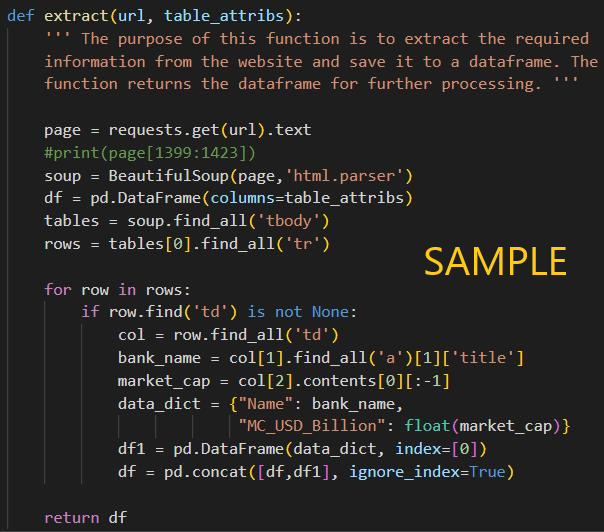 def extract(url, table_attribs):
    ''' The purpose of this function is to extract the required
    information from the website and save it to a dataframe. The
    function returns the dataframe for further processing. '''

    page = requests.get(url).text
    #print(page[1399:1423])
    soup = BeautifulSoup(page,'html.parser')
    df = pd.DataFrame(columns=table_attribs)
    tables = soup.find_all('tbody')
    rows = tables[0].find_all('tr')
SAMPLE
    for row in rows:
        if row.find('td') is not None:
            col = row.find_all('td')
            bank_name = col[1].find_all('a')[1]['title']
            market_cap = col[2].contents[0][:-1]
            data_dict = {"Name": bank_name,
                         "MC_USD_Billion": float(market_cap)}
            df1 = pd.DataFrame(data_dict, index=[0])
            df = pd.concat([df,df1], ignore_index=True)

    return df